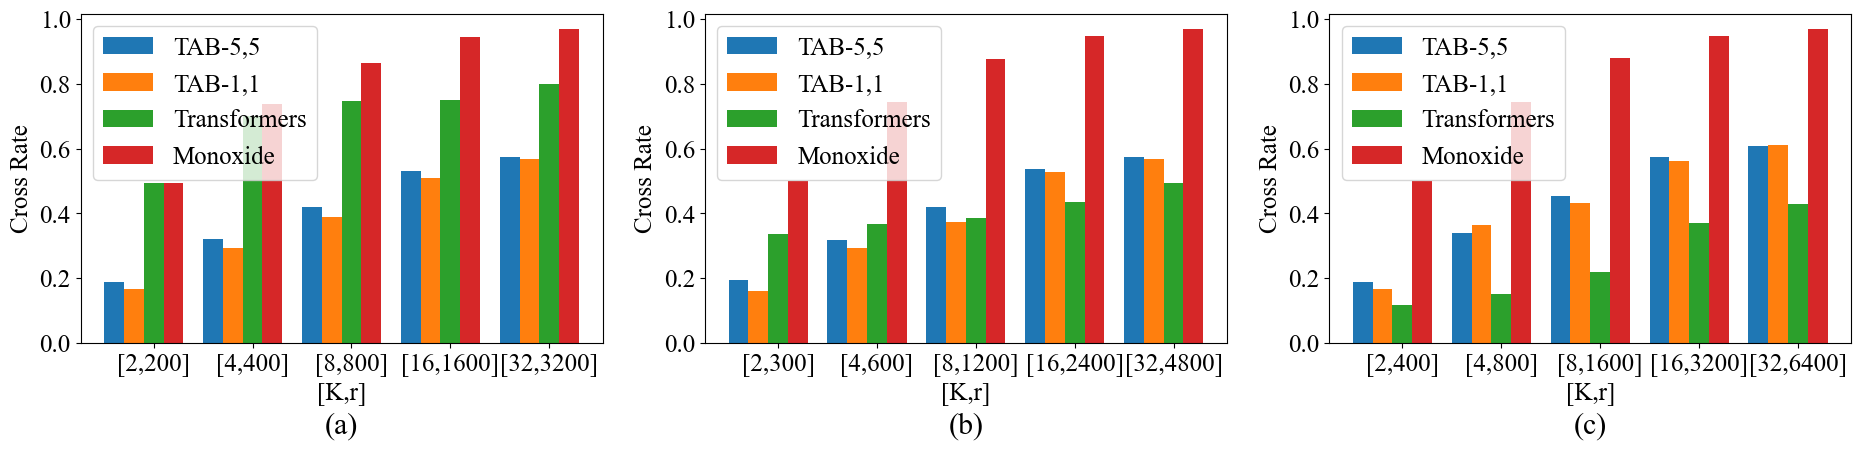 1.0
0.8
0.6
0.4
0.2
0.0
Cross Rate
TAB-5,5
TAB-1,1
Transformers
Monoxide
[2,200] [4,400] [8,800] [16,1600] [32,3200]
[K,r]
(a)
1.0
0.8
0.6
0.4
0.2
0.0
Cross Rate
TAB-5,5
TAB-1,1
Transformers
Monoxide
[2,300] [4,600] [8,1200] [16,2400] [32,4800]
[K,r]
(b)
1.0
0.8
0.6
0.4
0.2
0.0
Cross Rate
TAB-5,5
TAB-1,1
Transformers
Monoxide
[2,400] [4,800] [8,1600] [16,3200] [32,6400]
[K,r]
(c)